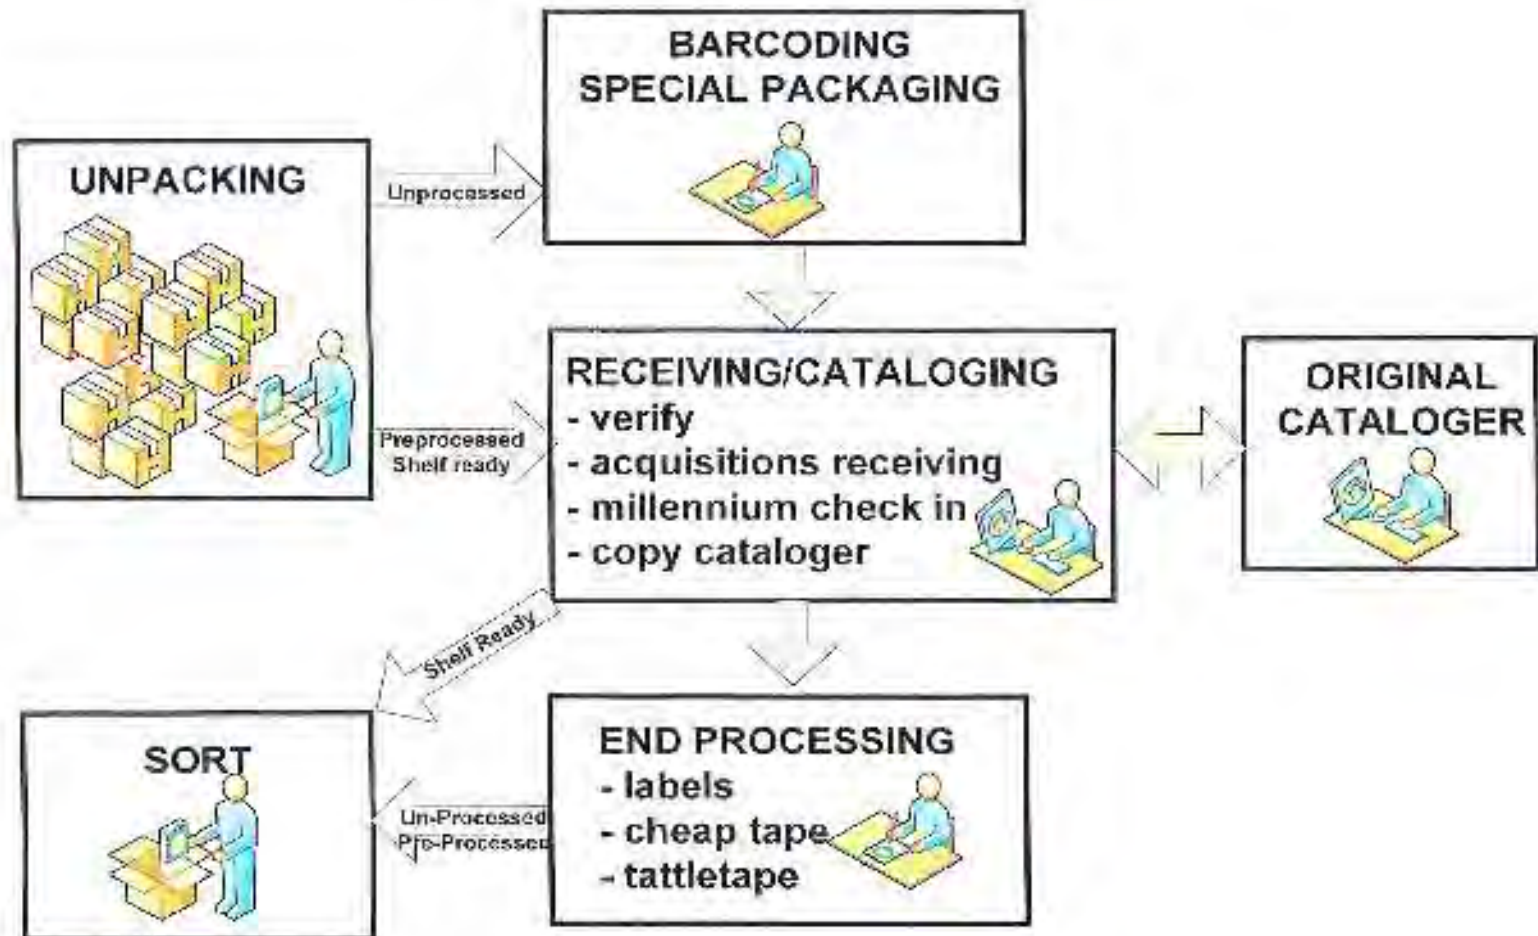 BARCODING
SPECIAL PACKAGING
UNPACKING
Unprocessed
Preprocessed
Shelf ready
RECEIVING/CATALOGING
- verify
- acquisitions receiving
- millennium check in
- copy cataloger
ORIGINAL
CATALOGER
Shelf Ready
SORT
Un-Processed
Pre-Processed
END PROCESSING
- labels
- cheap tape
- tattletape